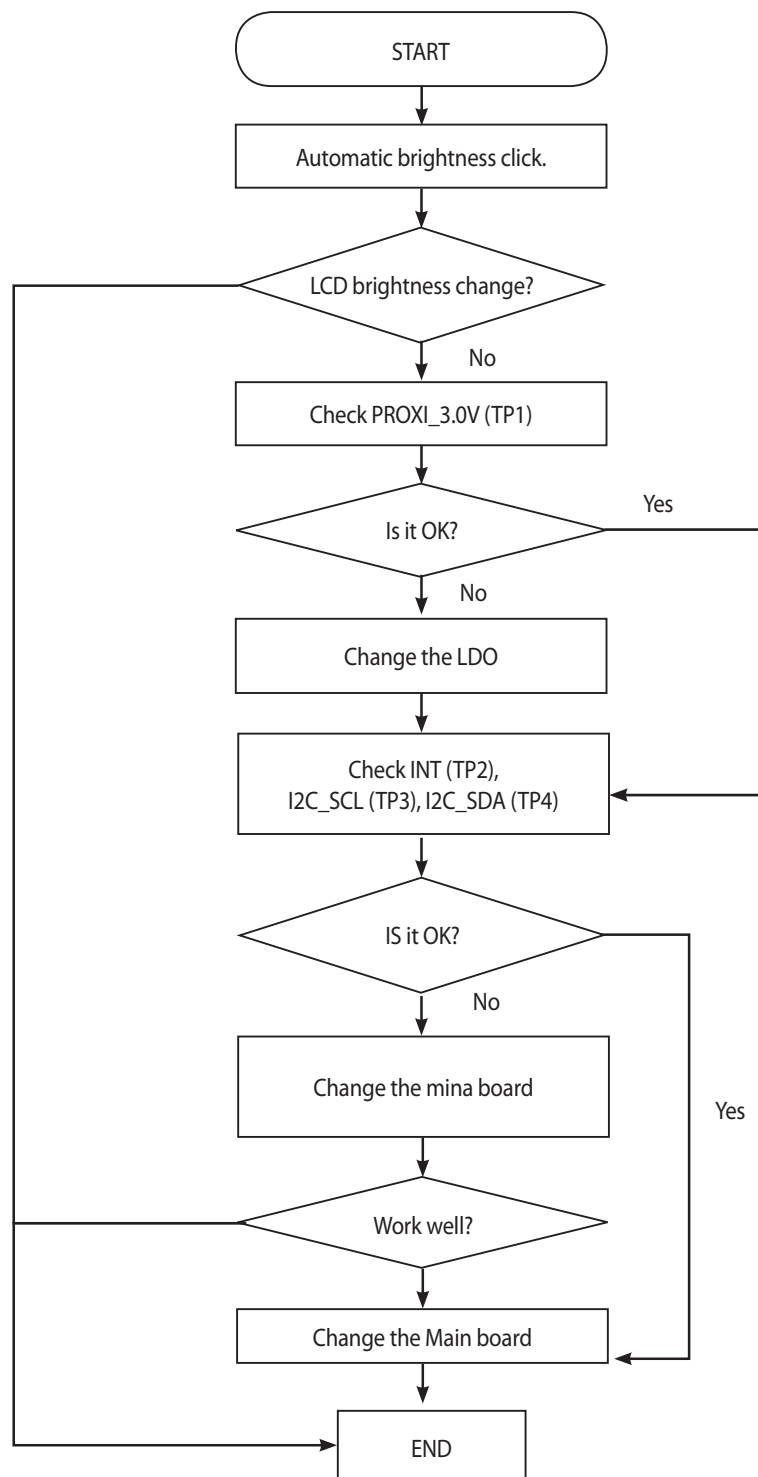 START
Automatic brightness click.
LCD brightness change?
No
Check PROXI_3.0V (TP1)
Yes
Is it OK?
No
Change the LDO
Check INT (TP2),
I2C_SCL (TP3), I2C_SDA (TP4)
IS it OK?
No
Change the mina board
Yes
Work well?
Change the Main board
END